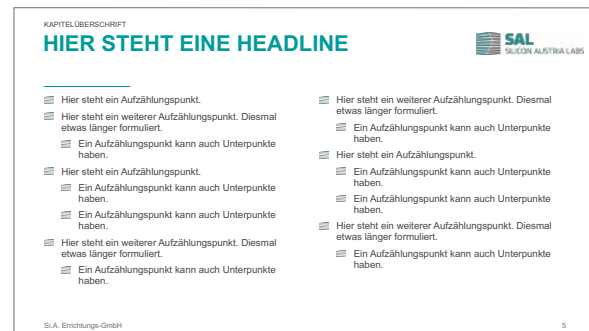 KAPITELÜBERSCHRIFT
HIER STEHT EINE HEADLINE
SAL
SILICON AUSTRIA LABS
Hier steht ein Aufzählungspunkt.
Hier steht ein weiterer Aufzählungspunkt. Diesmal
etwas länger formuliert.
Ein Aufzählungspunkt kann auch Unterpunkte
haben.
Hier steht ein Aufzählungspunkt.
Ein Aufzählungspunkt kann auch Unterpunkte
haben.
Ein Aufzählungspunkt kann auch Unterpunkte
haben.
Hier steht ein weiterer Aufzählungspunkt. Diesmal
etwas länger formuliert.
Ein Aufzählungspunkt kann auch Unterpunkte
haben.
Hier steht ein weiterer Aufzählungspunkt. Diesmal
etwas länger formuliert.
Ein Aufzählungspunkt kann auch Unterpunkte
haben.
Hier steht ein Aufzählungspunkt.
Ein Aufzählungspunkt kann auch Unterpunkte
haben.
Ein Aufzählungspunkt kann auch Unterpunkte
haben.
Hier steht ein weiterer Aufzählungspunkt. Diesmal
etwas länger formuliert.
Ein Aufzählungspunkt kann auch Unterpunkte
haben.
Si.A. Errichtungs-GmbH
5